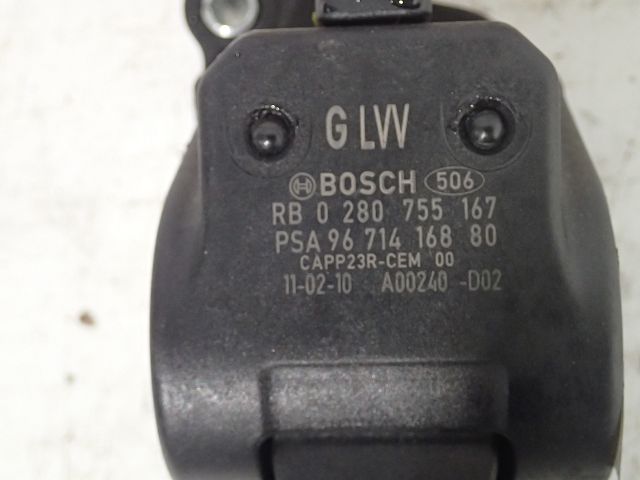 G LW
BOSCH 506
RB 0 280 755 167
PSA 96 714 168 80
CAPP23R-CEM '00
11-02-10 A00240 -D02